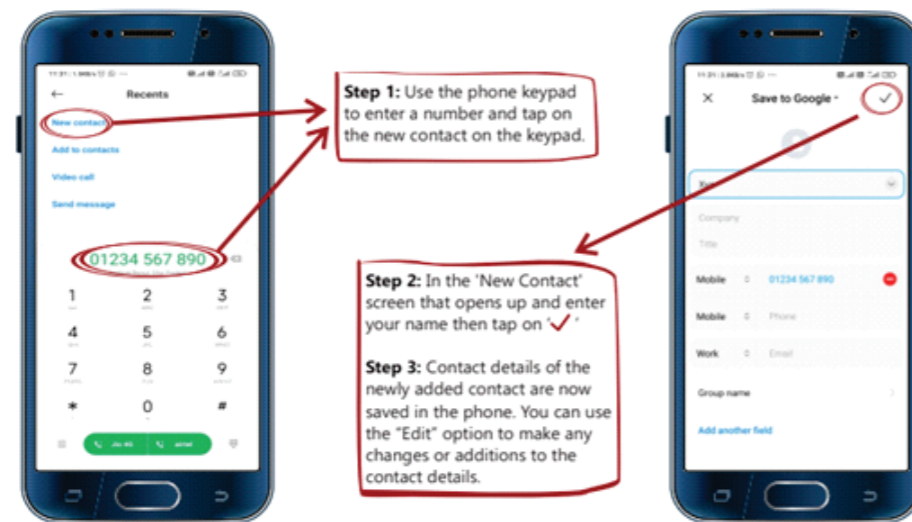 Recents
New contact
Add to contacts
Video call
Send message
01234 567 890
1 2 3
4 5 6
7 8 9
* 0 #
Jio 4G airtel
Step 1: Use the phone keypad
to enter a number and tap on
the new contact on the keypad.
Step 2: In the 'New Contact'
screen that opens up and enter
your name then tap on '✓ '
Step 3: Contact details of the
newly added contact are now
saved in the phone. You can use
the "Edit" option to make any
changes or additions to the
contact details.
Save to Google
Company
Title
Mobile 01234 567 890
Mobile Phone
Work Email
Group name
Add another field